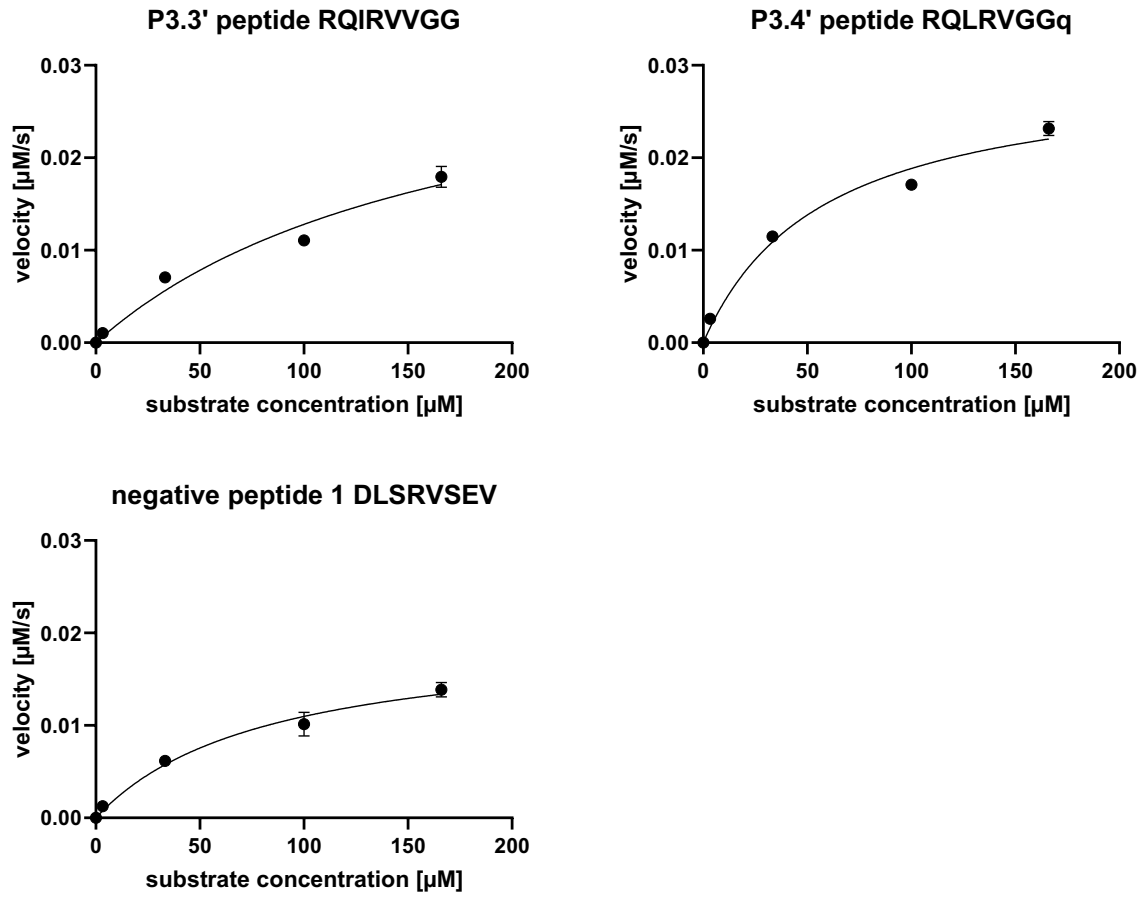 P3.3' peptide RQIRVVGG
0.03
0.02
0.01
0.00
velocity [µM/s]
0 50 100 150 200
substrate concentration [µM]
P3.4' peptide RQLRVGGq
0.03
0.02
0.01
0.00
velocity [µM/s]
0 50 100 150 200
substrate concentration [µM]
negative peptide 1 DLSRVSEV
0.03
0.02
0.01
0.00
velocity [µM/s]
0 50 100 150 200
substrate concentration [µM]